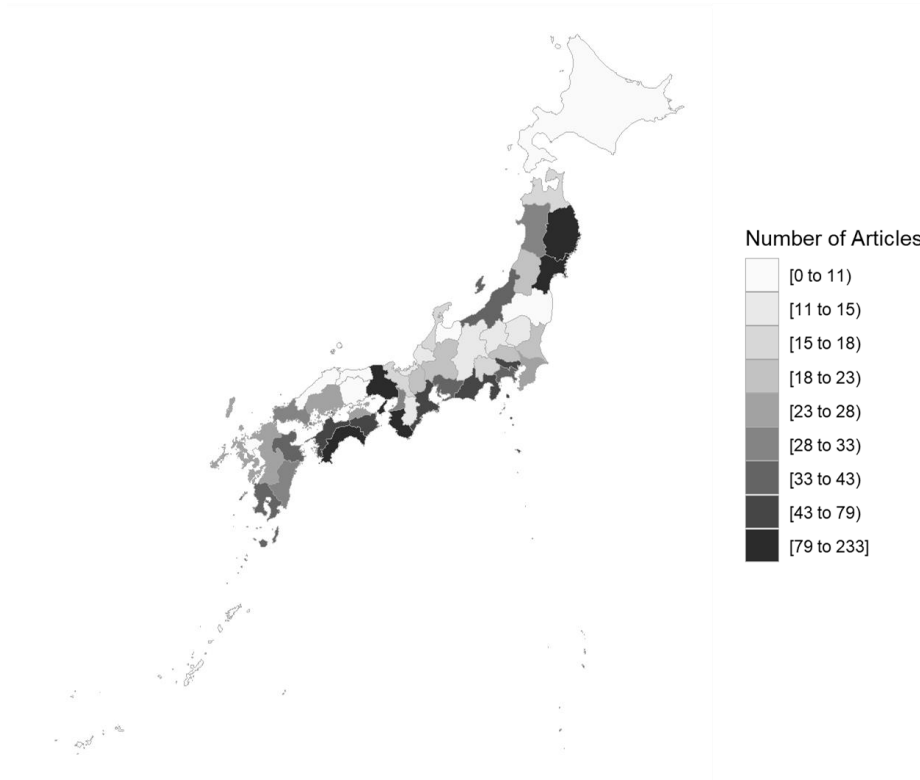 Number of Articles
[0 to 11)
[11 to 15)
[15 to 18)
[18 to 23)
[23 to 28)
[28 to 33)
[33 to 43)
[43 to 79)
[79 to 233]